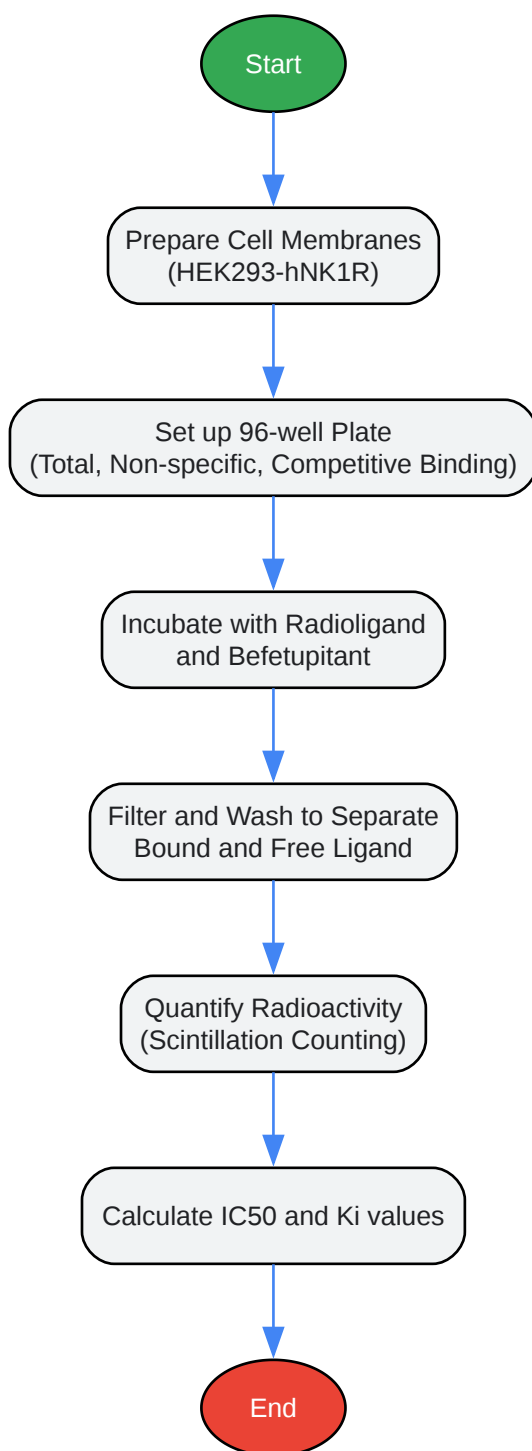 Start
Prepare Cell Membranes
(HEK293-hNK1R)
Set up 96-well Plate
(Total, Non-specific, Competitive Binding)
Incubate with Radioligand
and Befetupitant
Filter and Wash to Separate
Bound and Free Ligand
Quantify Radioactivity
(Scintillation Counting)
Calculate IC50 and Ki values
End